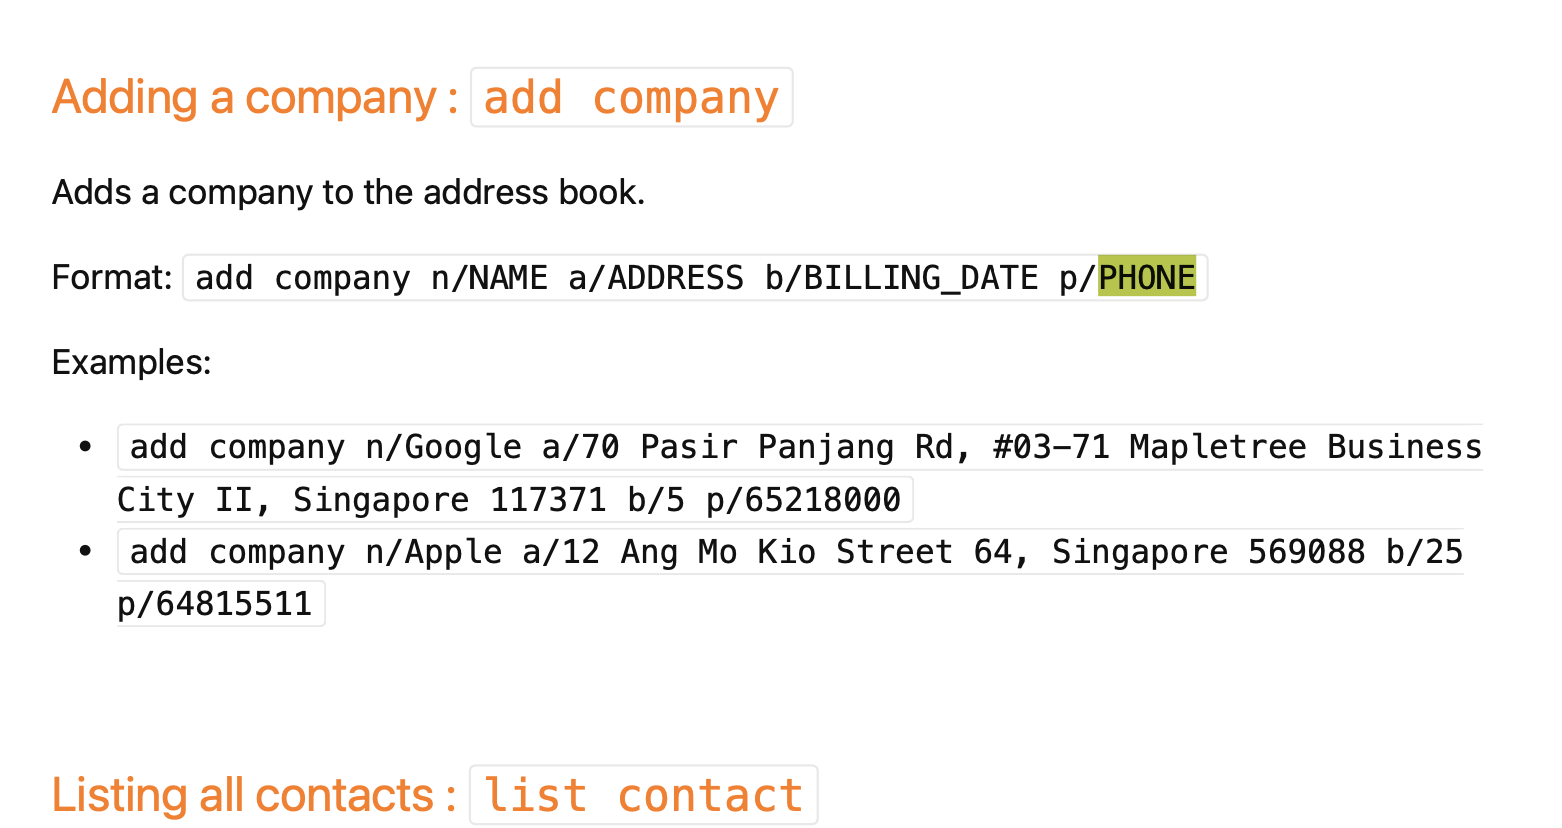 Adding a company : add company
Adds a company to the address book.
Format: add company n/NAME a/ADDRESS b/BILLING_DATE p/PHONE
Examples:
• add company n/Google a/70 Pasir Panjang Rd, #03-71 Mapletree Business
City II, Singapore 117371 b/5 p/65218000
• add company n/Apple a/12 Ang Mo Kio Street 64, Singapore 569088 b/25
p/64815511
Listing all contacts : list contact